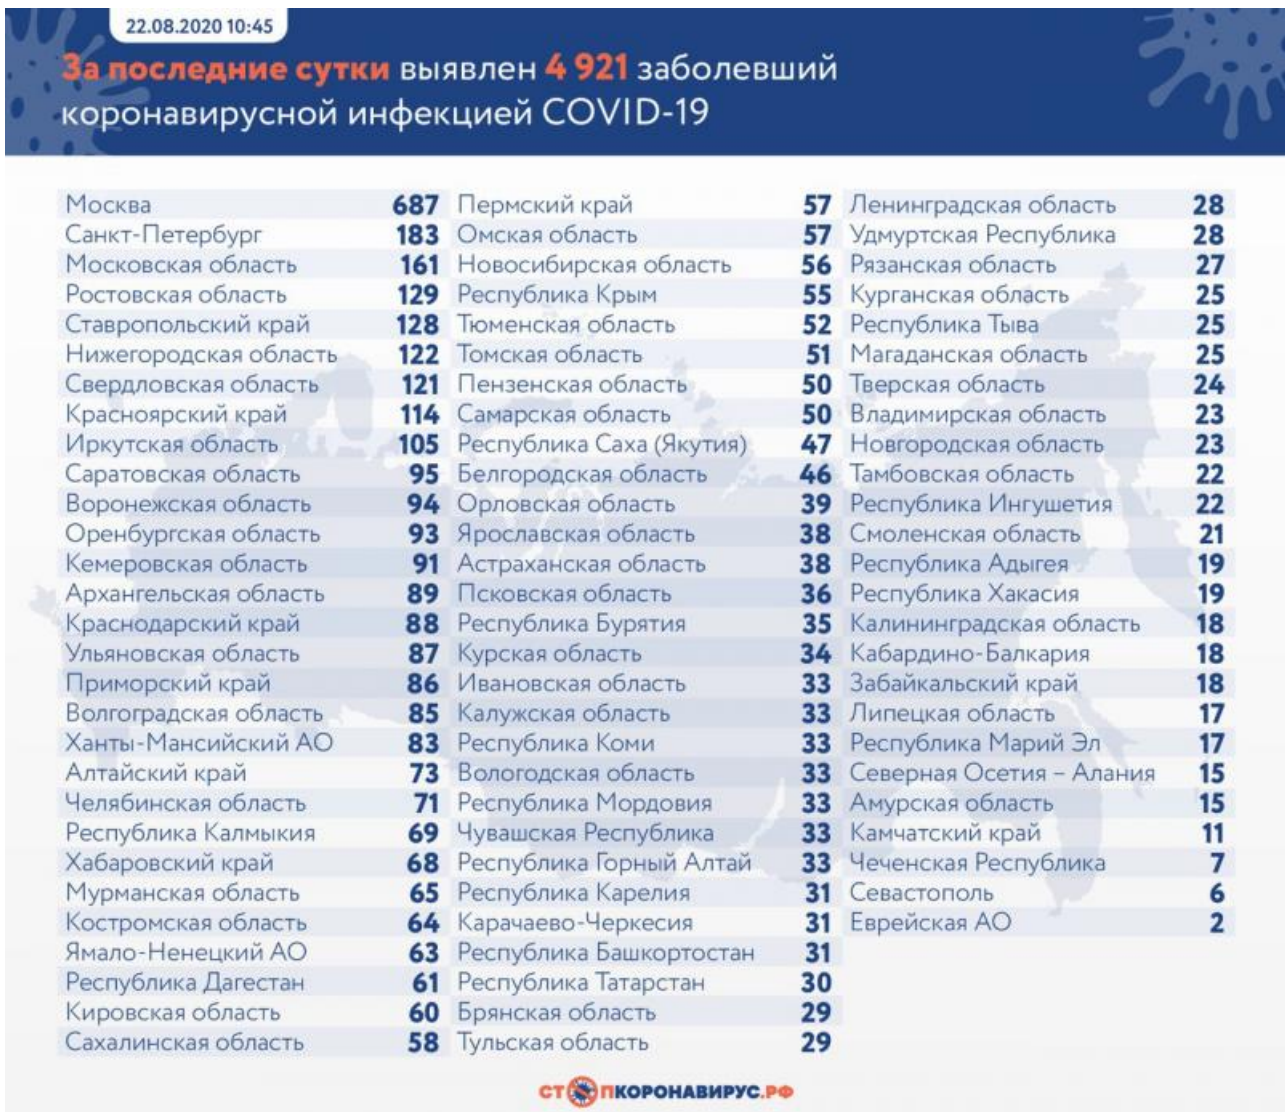 22.08.2020 10:45
За последние сутки выявлен 4 921 заболевший
коронавирусной инфекцией COVID-19
Москва 687
Санкт-Петербург 183
Московская область 161
Ростовская область 129
Ставропольский край 128
Нижегородская область 122
Свердловская область 121
Красноярский край 114
Иркутская область 105
Саратовская область 95
Воронежская область 94
Оренбургская область 93
Кемеровская область 91
Архангельская область 89
Краснодарский край 88
Ульяновская область 87
Приморский край 86
Волгоградская область 85
Ханты-Мансийский АО 83
Алтайский край 73
Челябинская область 71
Республика Калмыкия 69
Хабаровский край 68
Мурманская область 65
Костромская область 64
Ямало-Ненецкий АО 63
Республика Дагестан 61
Кировская область 60
Сахалинская область 58
Пермский край 57
Омская область 57
Новосибирская область 56
Республика Крым 55
Тюменская область 52
Томская область 51
Пензенская область 50
Самарская область 50
Республика Саха (Якутия) 47
Белгородская область 46
Орловская область 39
Ярославская область 38
Астраханская область 38
Псковская область 36
Республика Бурятия 35
Курская область 34
Ивановская область 33
Калужская область 33
Республика Коми 33
Вологодская область 33
Республика Мордовия 33
Чувашская Республика 33
Республика Горный Алтай 33
Республика Карелия 31
Карачаево-Черкесия 31
Республика Башкортостан 31
Республика Татарстан 30
Брянская область 29
Тульская область 29
Ленинградская область 28
Удмуртская Республика 28
Рязанская область 27
Курганская область 25
Республика Тыва 25
Магаданская область 25
Тверская область 24
Владимирская область 23
Новгородская область 23
Тамбовская область 22
Республика Ингушетия 22
Смоленская область 21
Республика Адыгея 19
Республика Хакасия 19
Калининградская область 18
Кабардино-Балкария 18
Забайкальский край 18
Липецкая область 17
Республика Марий Эл 17
Северная Осетия – Алания 15
Амурская область 15
Камчатский край 11
Чеченская Республика 7
Севастополь 6
Еврейская АО 2
СТОПКОРОНАВИРУС.РФ